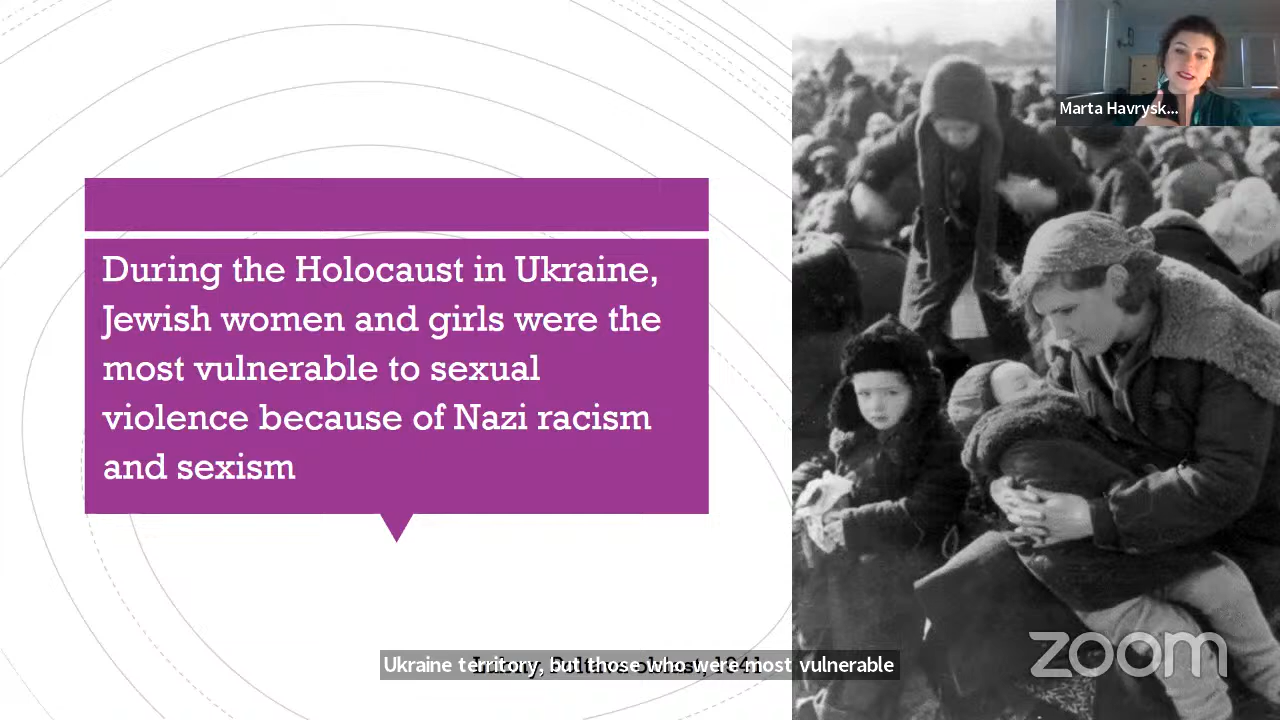 Marta Havrysk...
During the Holocaust in Ukraine,
Jewish women and girls were the
most vulnerable to sexual
violence because of Nazi racism
and sexism
Ukraine territory, but those who were most vulnerable
zoom